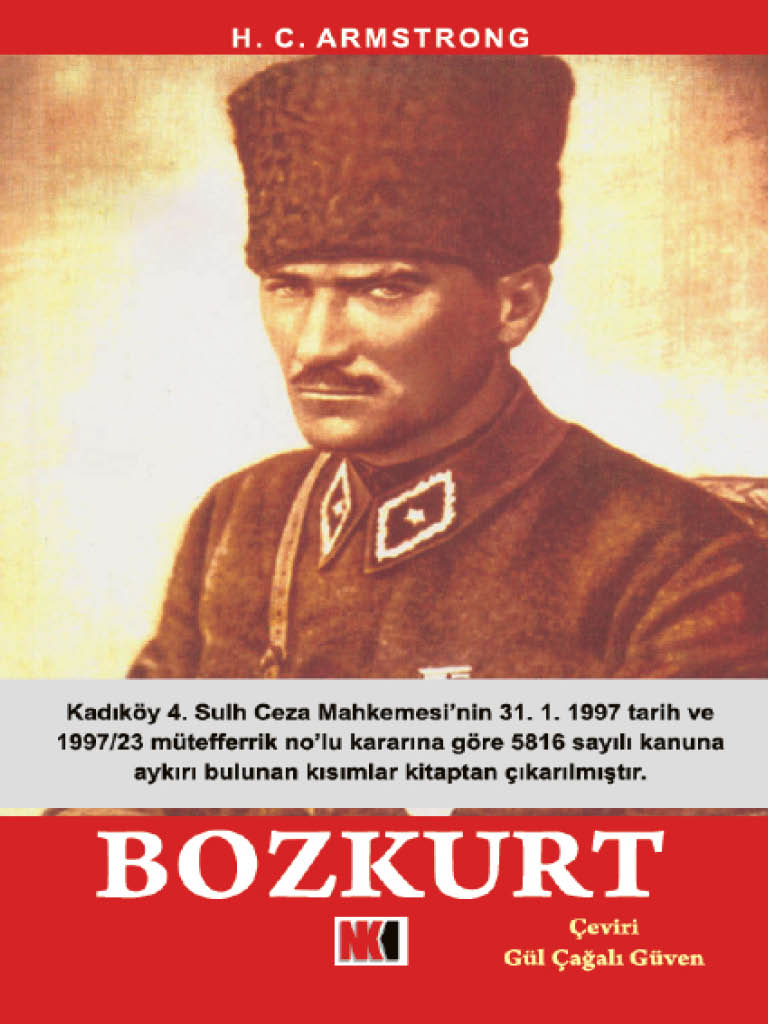 H. C. ARMSTRONG
Kadıköy 4. Sulh Ceza Mahkemesi'nin 31. 1. 1997 tarih ve
1997/23 mütefferrik no'lu kararına göre 5816 sayılı kanuna
aykırı bulunan kısımlar kitaptan çıkarılmıştır.
BOZKURT
NK
Çeviri
Gül Çağalı Güven